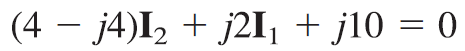 (4 − j4)I₂ + j2I₁ + j10 = 0